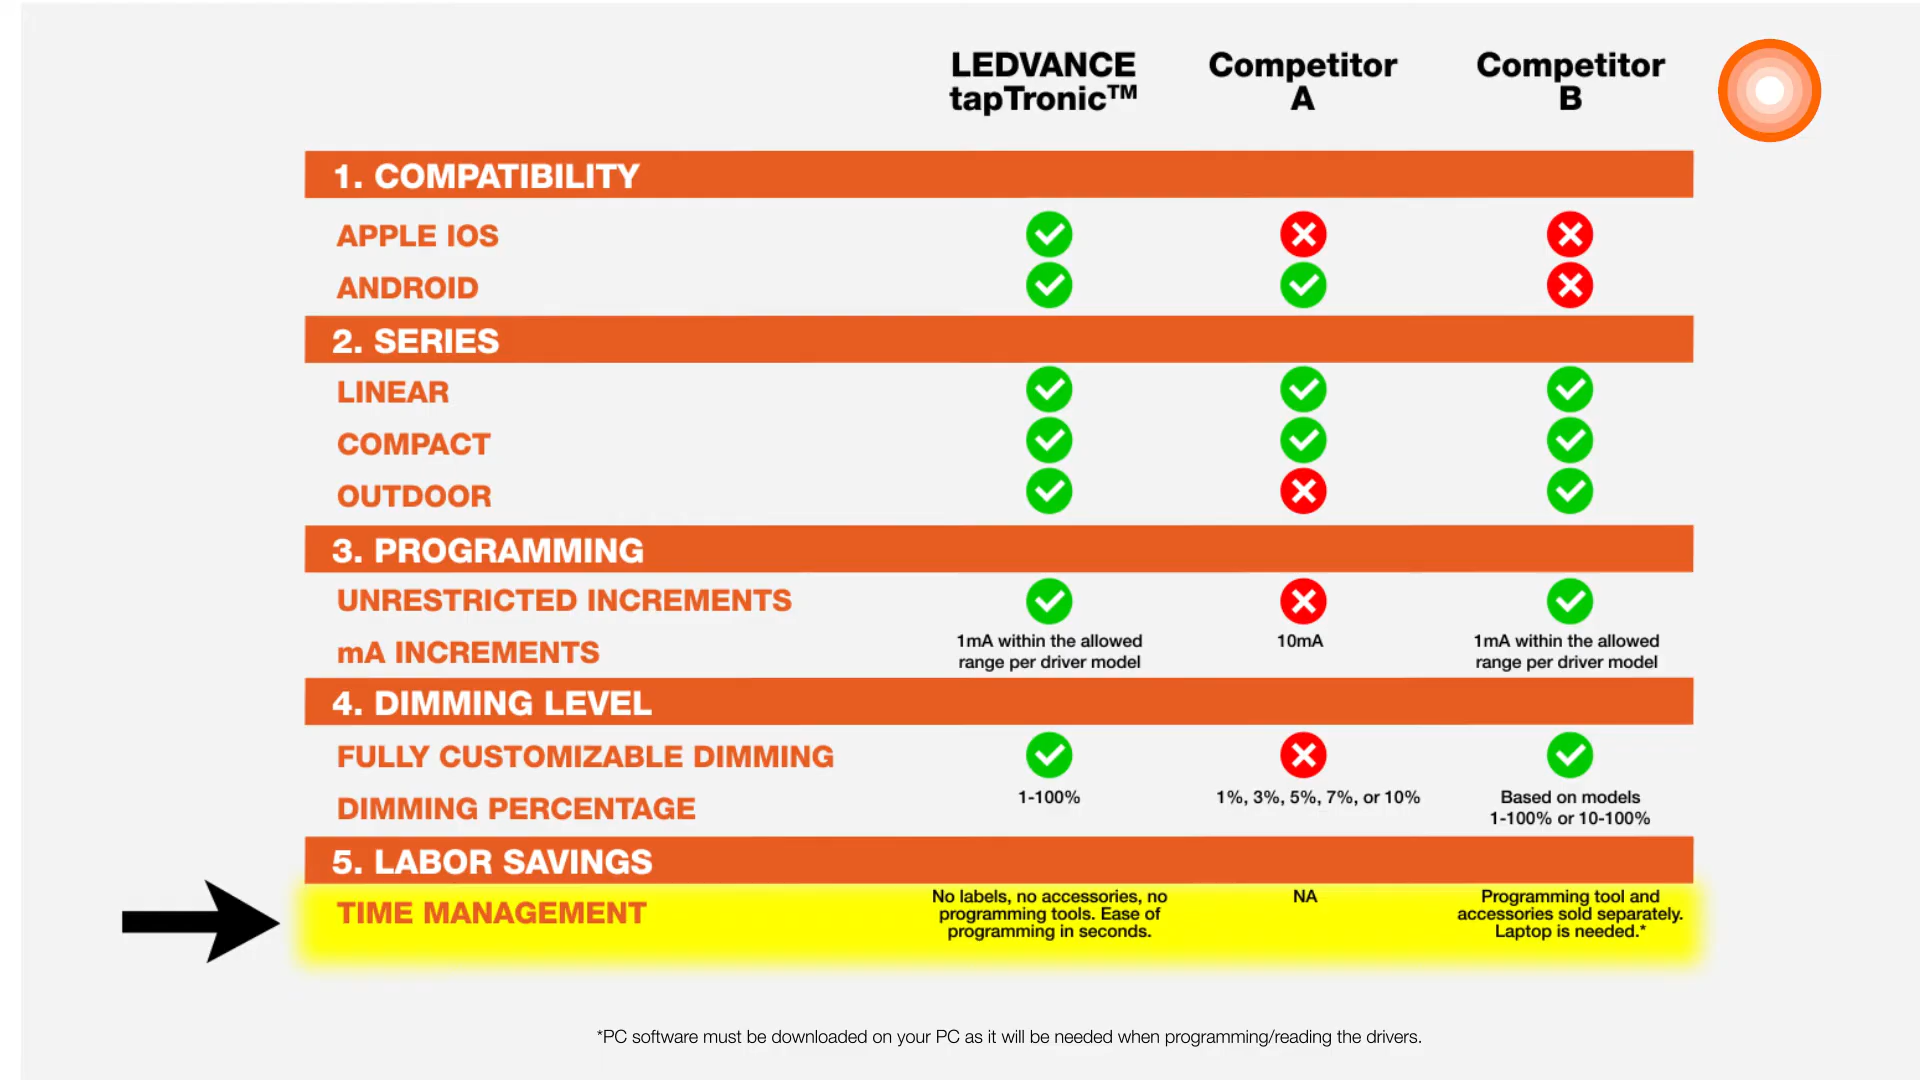 LEDVANCE tapTronic™
Competitor A
Competitor B
1. COMPATIBILITY
APPLE IOS
ANDROID
2. SERIES
LINEAR
COMPACT
OUTDOOR
3. PROGRAMMING
UNRESTRICTED INCREMENTS
mA INCREMENTS
1mA within the allowed
range per driver model
10mA
1mA within the allowed
range per driver model
4. DIMMING LEVEL
FULLY CUSTOMIZABLE DIMMING
DIMMING PERCENTAGE
1-100%
1%, 3%, 5%, 7%, or 10%
Based on models
1-100% or 10-100%
5. LABOR SAVINGS
TIME MANAGEMENT
No labels, no accessories, no
programming tools. Ease of
programming in seconds.
NA
Programming tool and
accessories sold separately.
Laptop is needed.*
*PC software must be downloaded on your PC as it will be needed when programming/reading the drivers.